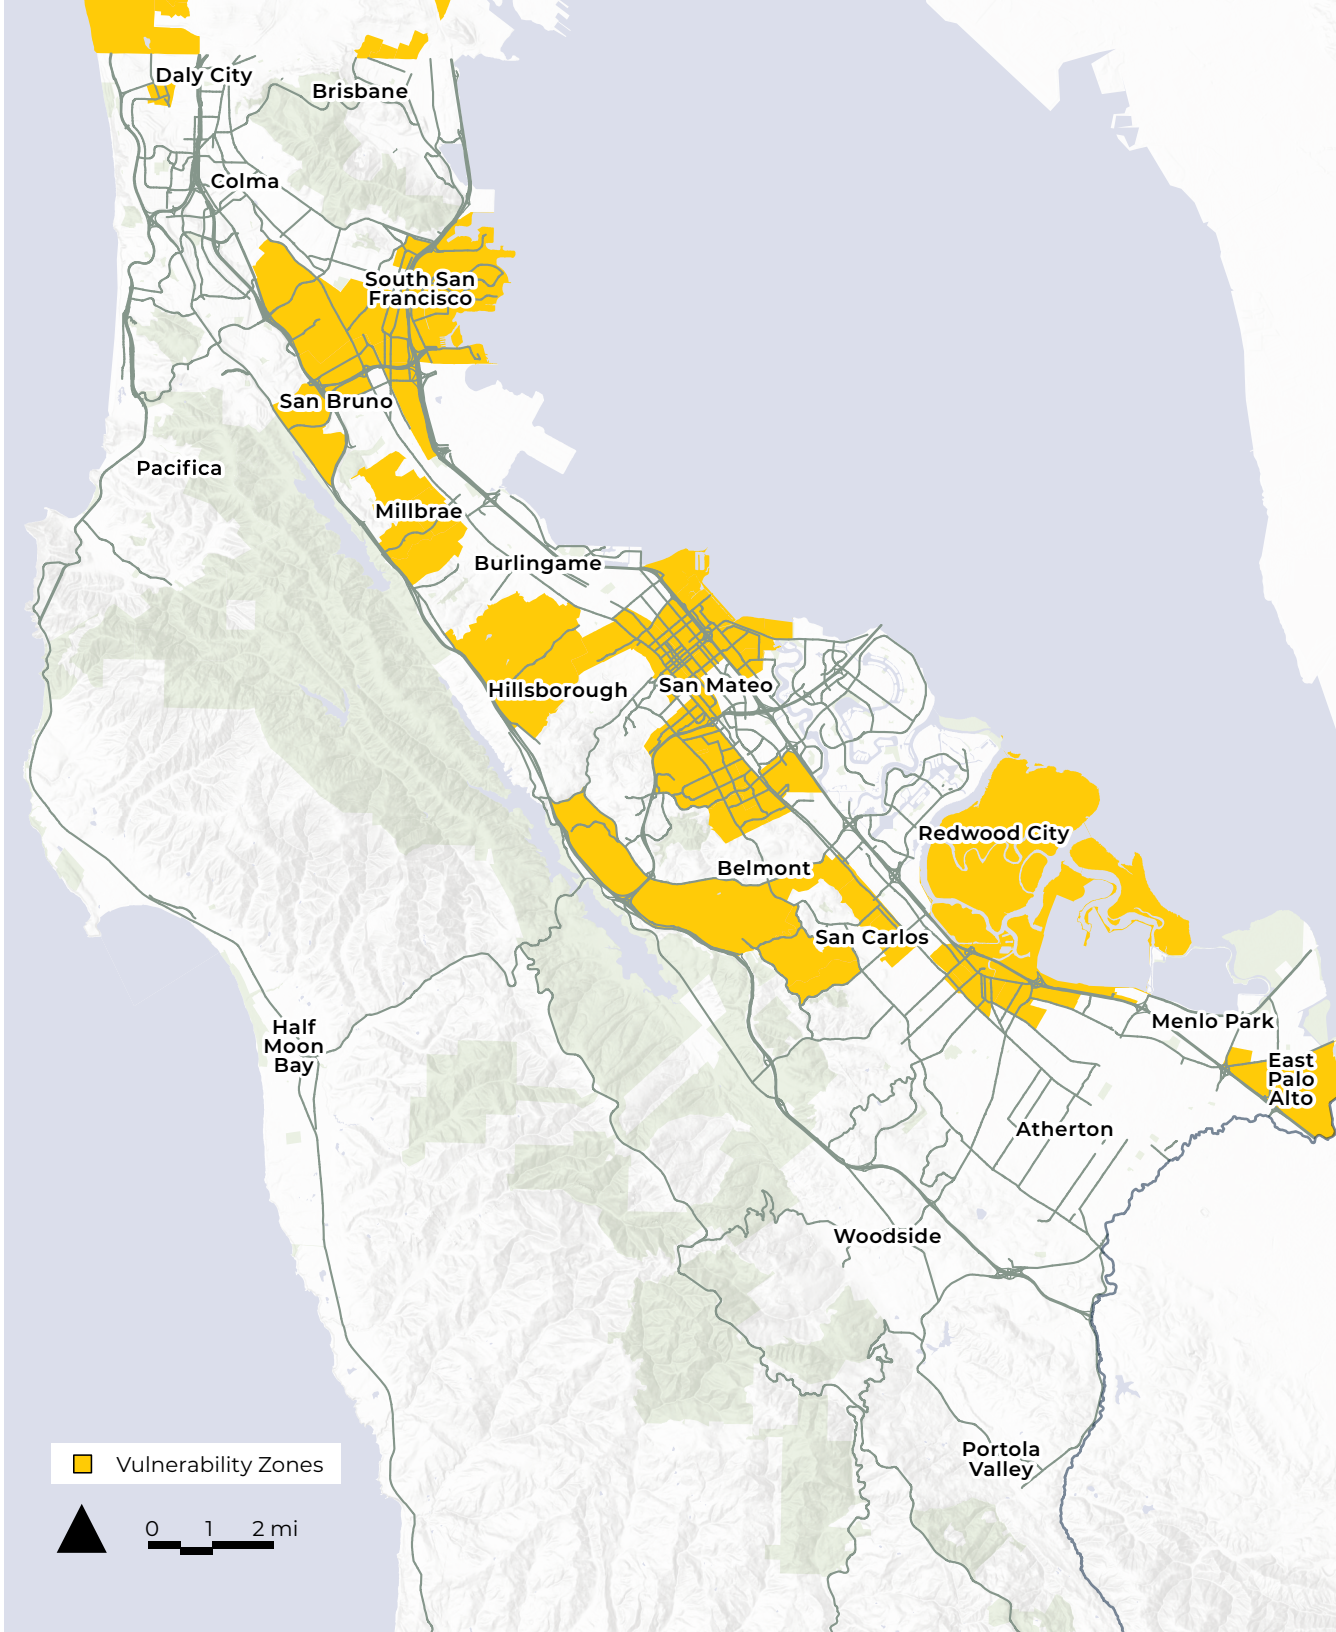 Daly City
Brisbane
Colma
South San
Francisco
San Bruno
Pacifica
Millbrae
Burlingame
Hillsborough
San Mateo
Redwood City
Belmont
San Carlos
Half
Moon
Bay
Menlo Park
East
Palo
Alto
Atherton
Woodside
Portola
Valley
Vulnerability Zones
0 1 2 mi